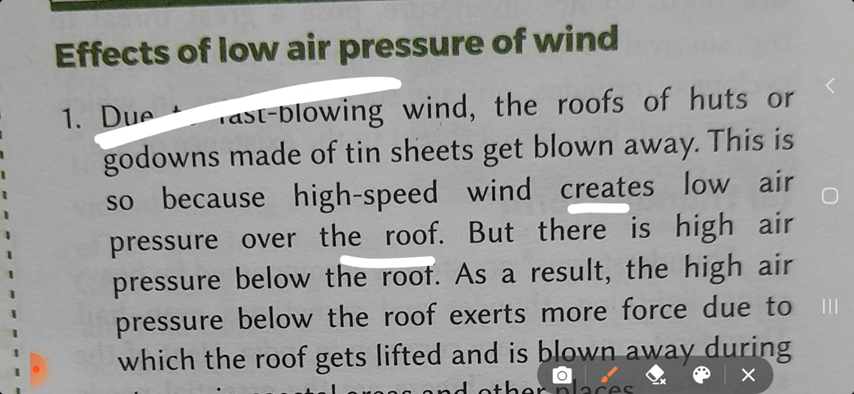 Effects of low air pressure of wind
1. Due fast-blowing wind, the roofs of huts or
godowns made of tin sheets get blown away. This is
so because high-speed wind creates low air
pressure over the roof. But there is high air
pressure below the roof. As a result, the high air
pressure below the roof exerts more force due to
which the roof gets lifted and is blown away during
and other places